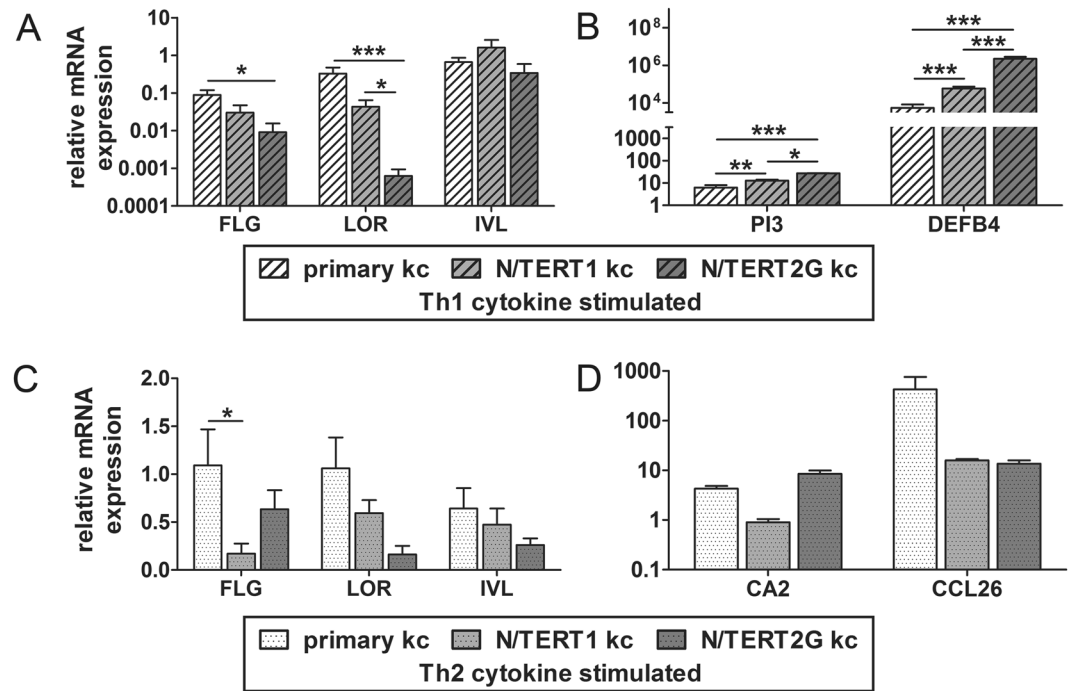 A
relative mRNA
expression
10
1
0.1
0.01
0.001
0.0001
*
***
*
FLG LOR IVL
B
10⁸
10⁶
10⁴
1000
100
10
1
***
**
*
***
***
***
PI3 DEFB4
primary kc N/TERT1 kc N/TERT2G kc
Th1 cytokine stimulated
C
relative mRNA
expression
2.0
1.5
1.0
0.5
0.0
*
FLG LOR IVL
D
1000
100
10
1
0.1
CA2 CCL26
primary kc N/TERT1 kc N/TERT2G kc
Th2 cytokine stimulated